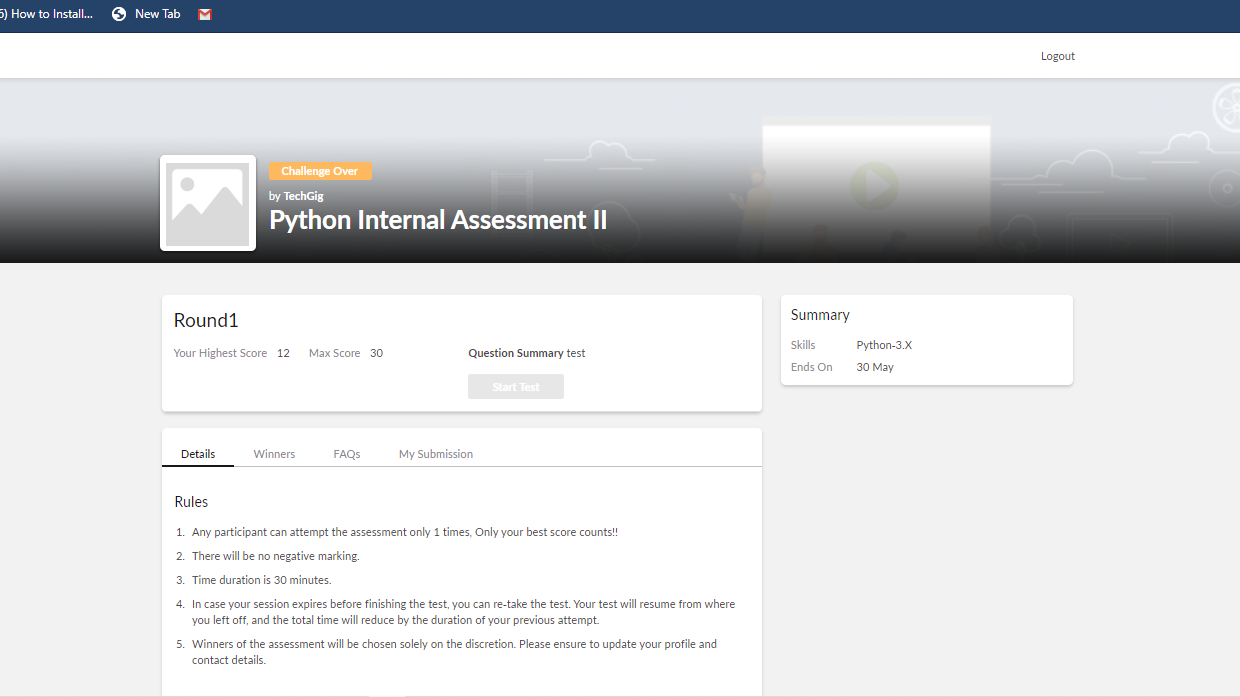 6) How to Install... New Tab
Logout
Challenge Over
by TechGig
Python Internal Assessment II
Round1
Your Highest Score 12 Max Score 30
Question Summary test
Start Test
Summary
Skills Python-3.X
Ends On 30 May
Details Winners FAQs My Submission
Rules
1. Any participant can attempt the assessment only 1 times, Only your best score counts!!
2. There will be no negative marking.
3. Time duration is 30 minutes.
4. In case your session expires before finishing the test, you can re-take the test. Your test will resume from where
you left off, and the total time will reduce by the duration of your previous attempt.
5. Winners of the assessment will be chosen solely on the discretion. Please ensure to update your profile and
contact details.